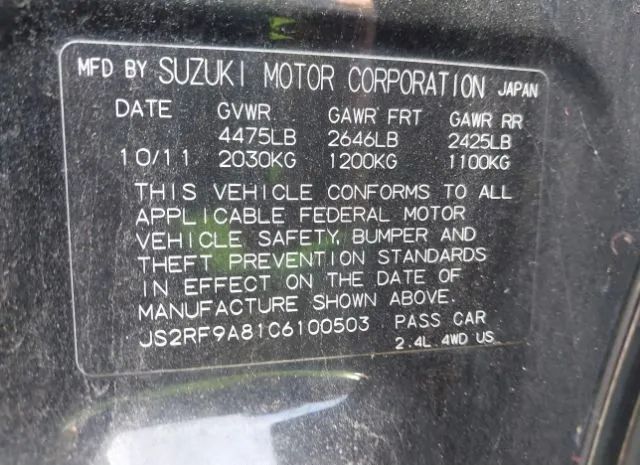 MFD BY SUZUKI MOTOR CORPORATION JAPAN
DATE GVWR GAWR FRT GAWR RR
4475LB 2646LB 2425LB
10/11 2030KG 1200KG 1100KG
THIS VEHICLE CONFORMS TO ALL
APPLICABLE FEDERAL MOTOR
VEHICLE SAFETY, BUMPER AND
THEFT PREVENTION STANDARDS
IN EFFECT ON THE DATE OF
MANUFACTURE SHOWN ABOVE.
JS2RF9A81C6100503 PASS CAR
2.4L 4WD US